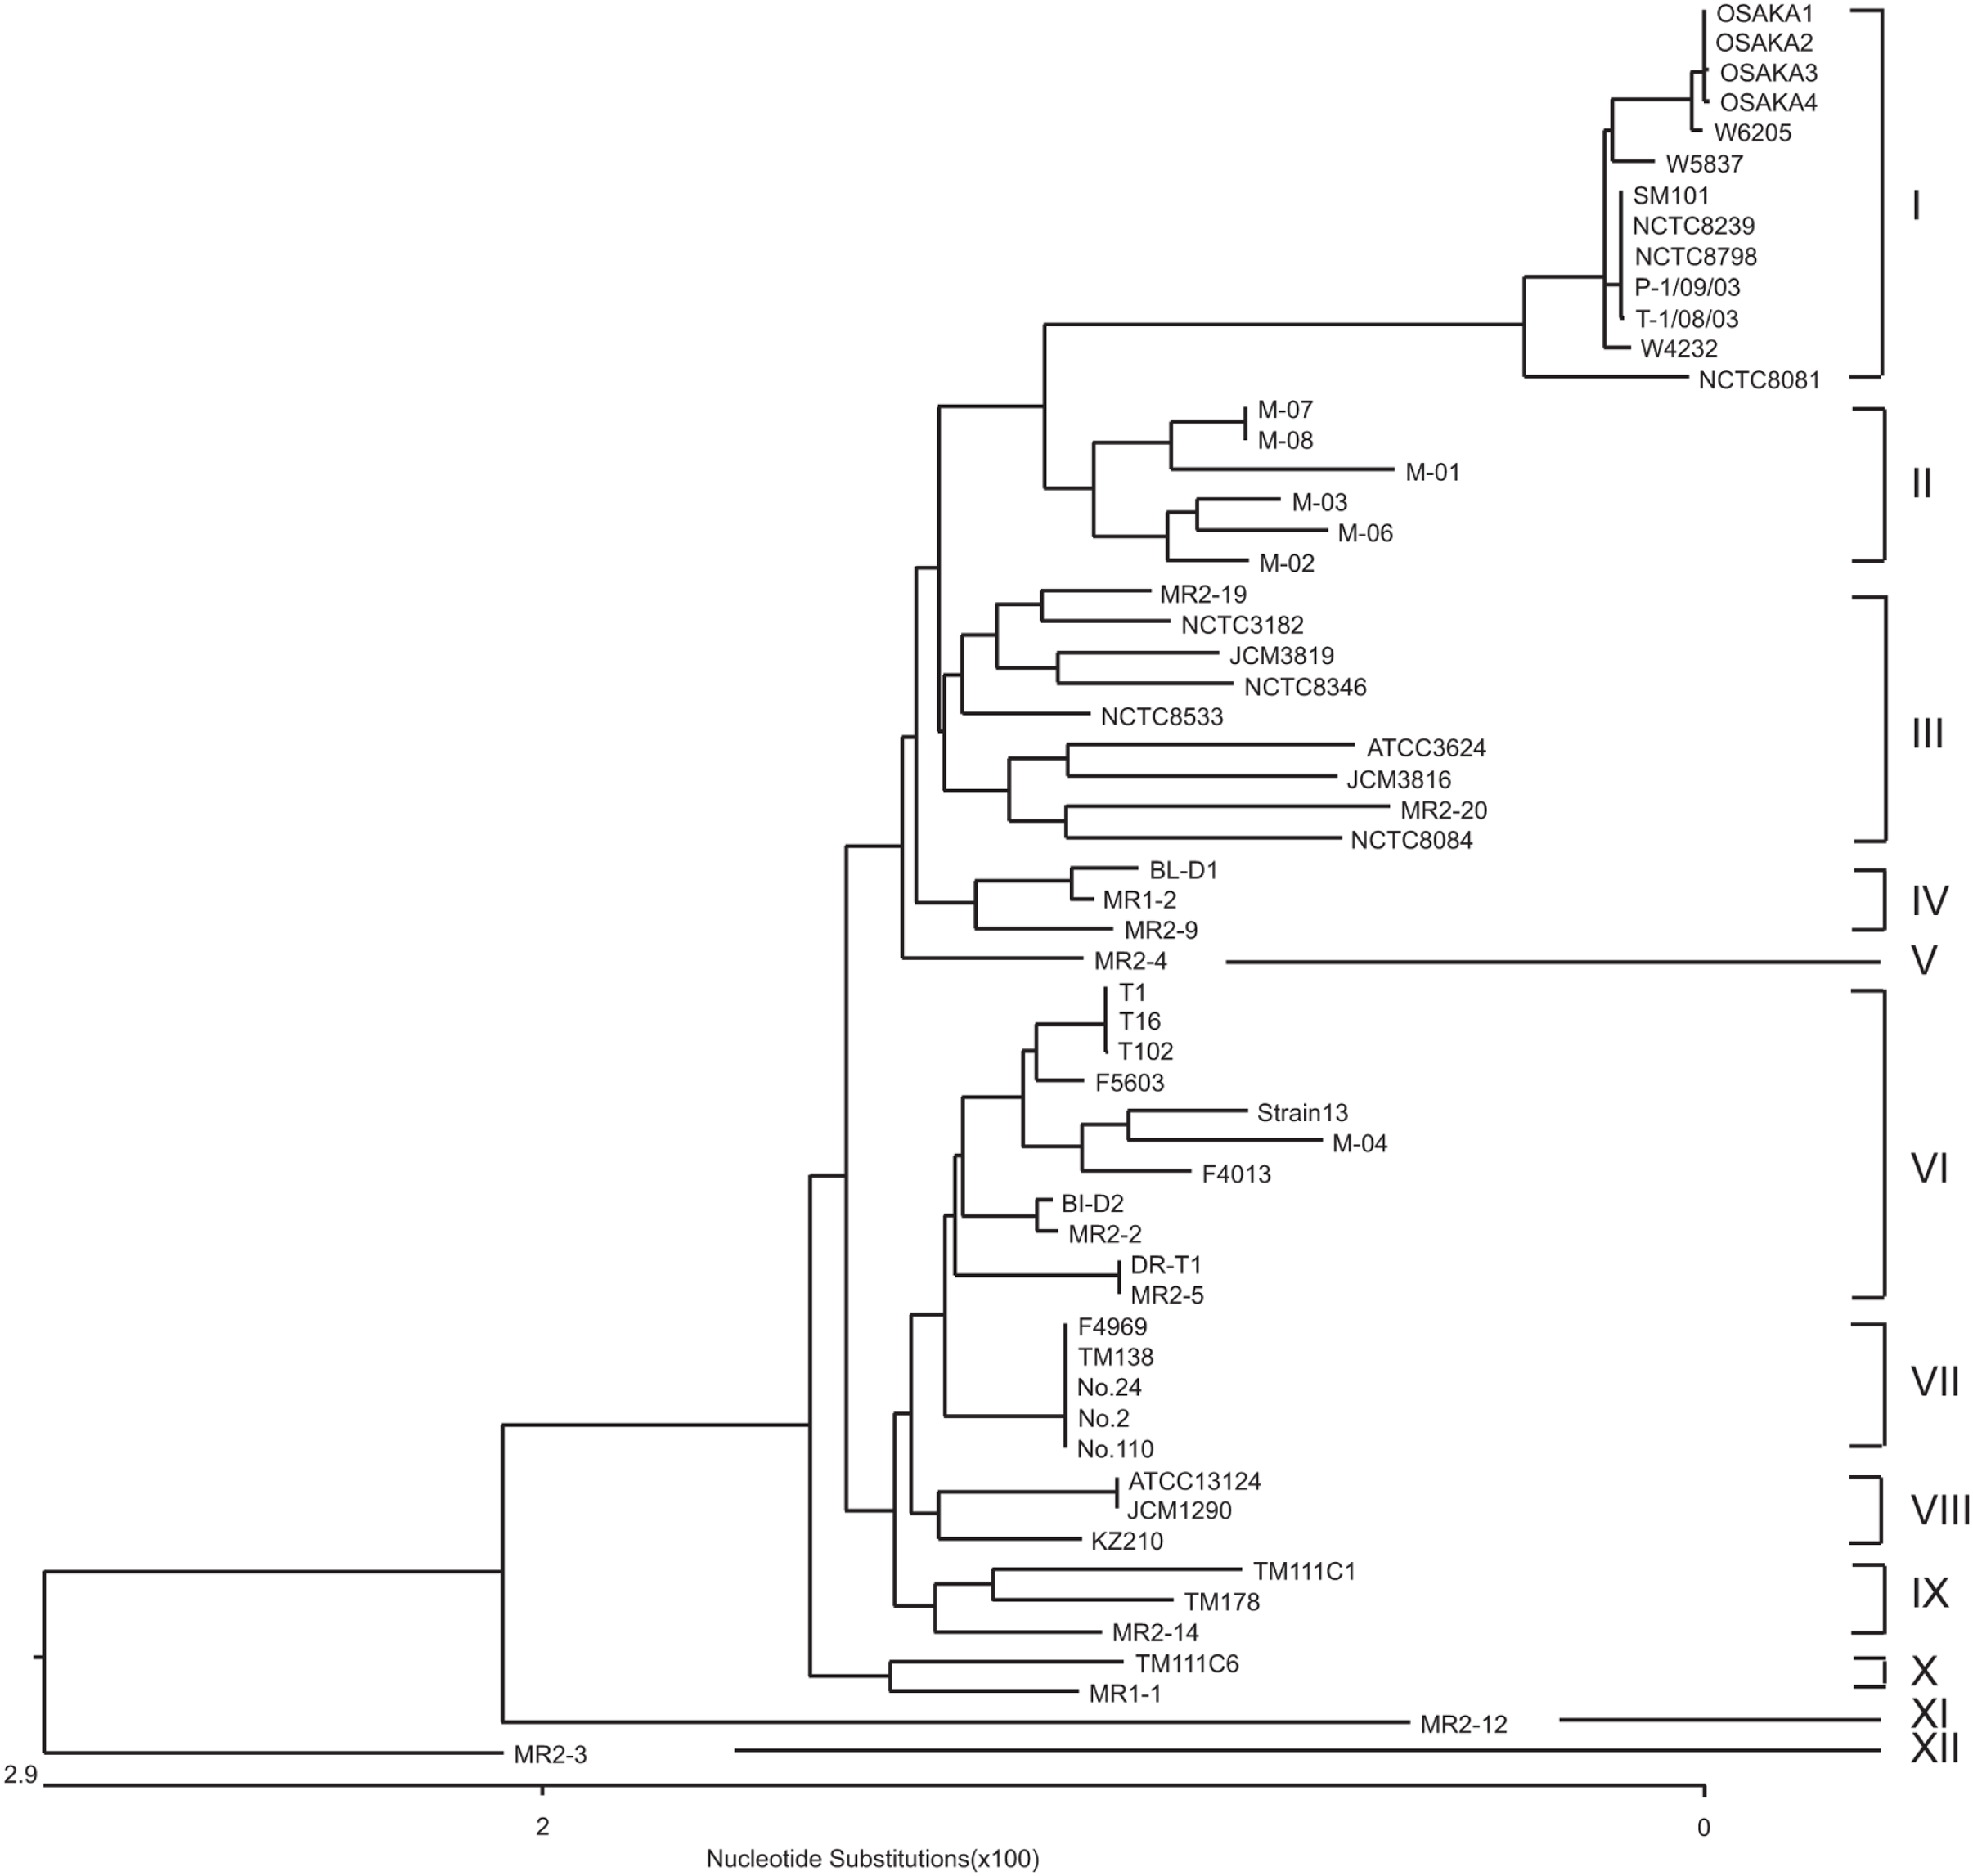 OSAKA1
OSAKA2
OSAKA3
OSAKA4
W6205
W5837
SM101
I
NCTC8239
NCTC8798
P-1/09/03
T-1/08/03
W4232
NCTC8081
M-07
M-08
M-01
II
M-03
M-06
M-02
MR2-19
NCTC3182
JCM3819
NCTC8346
NCTC8533
III
ATCC3624
JCM3816
MR2-20
NCTC8084
BL-D1
MR1-2
IV
MR2-9
MR2-4
V
T1
T16
T102
F5603
Strain13
M-04
VI
F4013
BI-D2
MR2-2
DR-T1
MR2-5
F4969
TM138
No.24
VII
No.2
No.110
ATCC13124
JCM1290
VIII
KZ210
TM111C1
IX
TM178
MR2-14
TM111C6
X
MR1-1
MR2-12
XI
MR2-3
XII
2.9
2
0
Nucleotide Substitutions(x100)